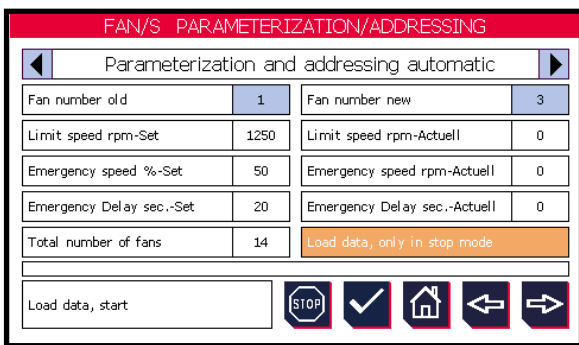 FAN/S PARAMETERIZATION/ADDRESSING
Parameterization and addressing automatic
Fan number old 1 Fan number new 3
Limit speed rpm-Set 1250 Limit speed rpm-Actuell 0
Emergency speed %-Set 50 Emergency speed rpm-Actuell 0
Emergency Delay sec.-Set 20 Emergency Delay sec.-Actuell 0
Total number of fans 14 Load data, only in stop mode
Load data, start STOP